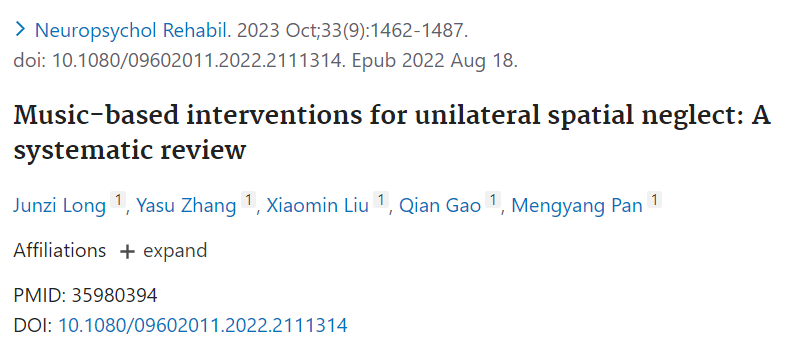 > Neuropsychol Rehabil. 2023 Oct;33(9):1462-1487.
doi: 10.1080/09602011.2022.2111314. Epub 2022 Aug 18.
Music-based interventions for unilateral spatial neglect: A
systematic review
Junzi Long 1, Yasu Zhang 1, Xiaomin Liu 1, Qian Gao 1, Mengyang Pan 1
Affiliations + expand
PMID: 35980394
DOI: 10.1080/09602011.2022.2111314